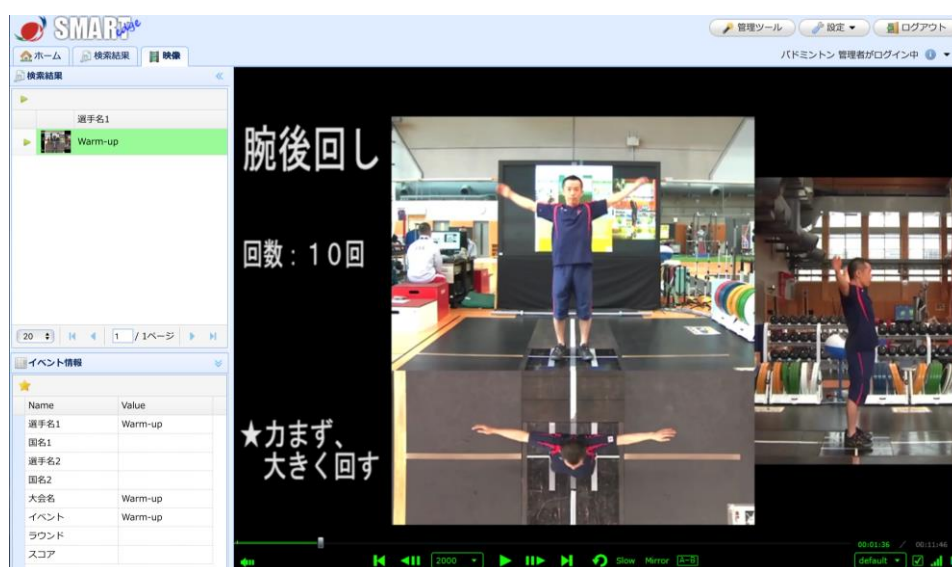 SMART edge
管理ツール 設定 ログアウト
ホーム 検索結果 映像
バドミントン 管理者がログイン中
検索結果
選手名1
Warm-up
20 1 / 1ページ
イベント情報
Name Value
選手名1 Warm-up
国名1
選手名2
国名2
大会名 Warm-up
イベント Warm-up
ラウンド
スコア
腕後回し
回数:10回
★力まず、
大きく回す
00:01:36 / 00:11:46
2000 Slow Mirror A-B default